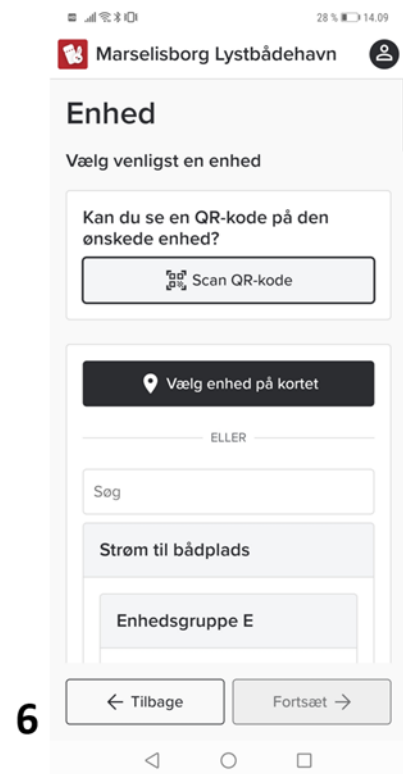 28 % 14.09
Marselisborg Lystbådehavn
Enhed
Vælg venligst en enhed
Kan du se en QR-kode på den
ønskede enhed?
Scan QR-kode
Vælg enhed på kortet
ELLER
Søg
Strøm til bådplads
Enhedsgruppe E
← Tilbage
Fortsæt →
6